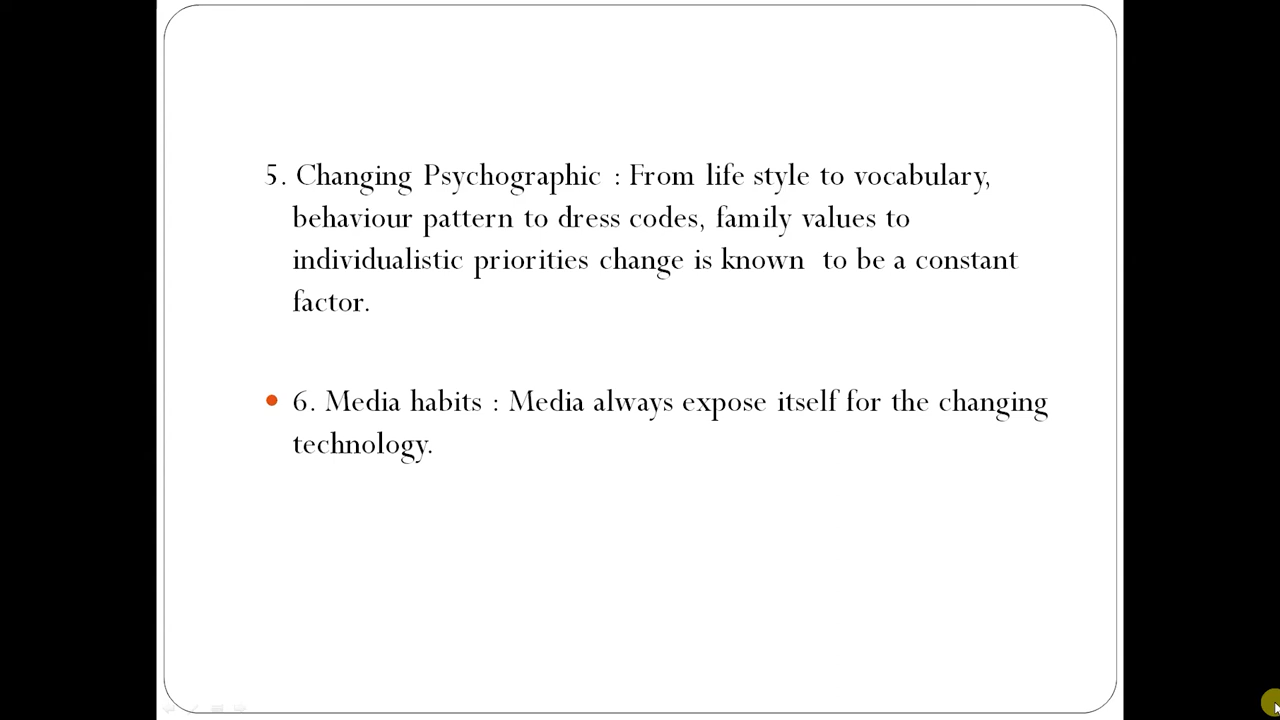 5. Changing Psychographic : From life style to vocabulary,
behaviour pattern to dress codes, family values to
individualistic priorities change is known  to be a constant
factor.
• 6. Media habits : Media always expose itself for the changing
technology.